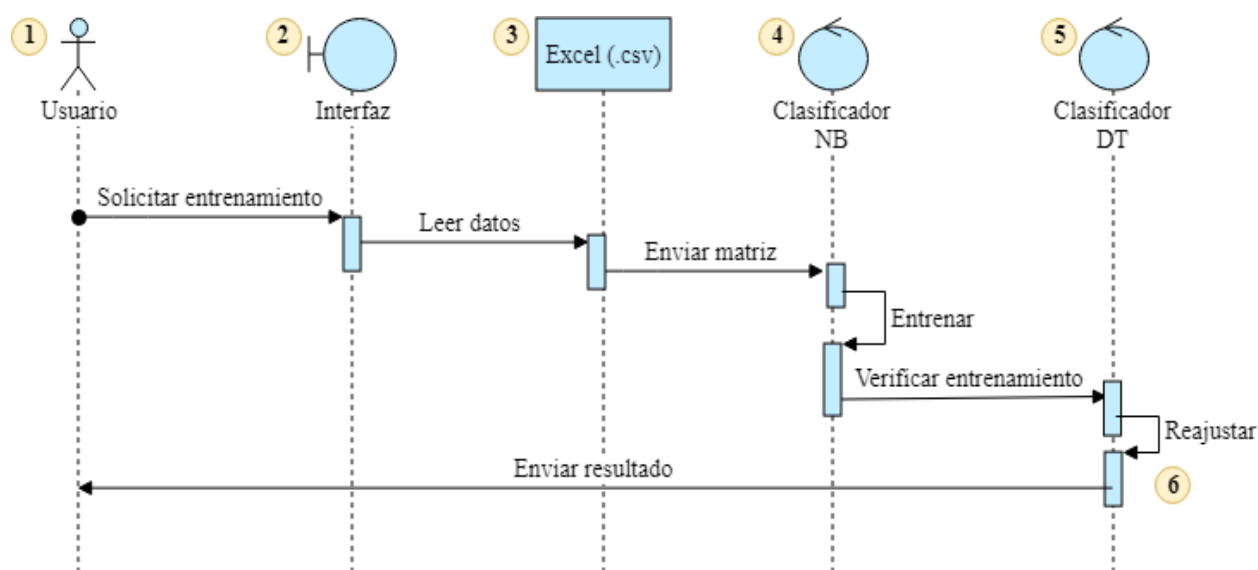 1
Usuario
2
Interfaz
3
Excel (.csv)
4
Clasificador
NB
5
Clasificador
DT
Solicitar entrenamiento
Leer datos
Enviar matriz
Entrenar
Verificar entrenamiento
Reajustar
Enviar resultado
6